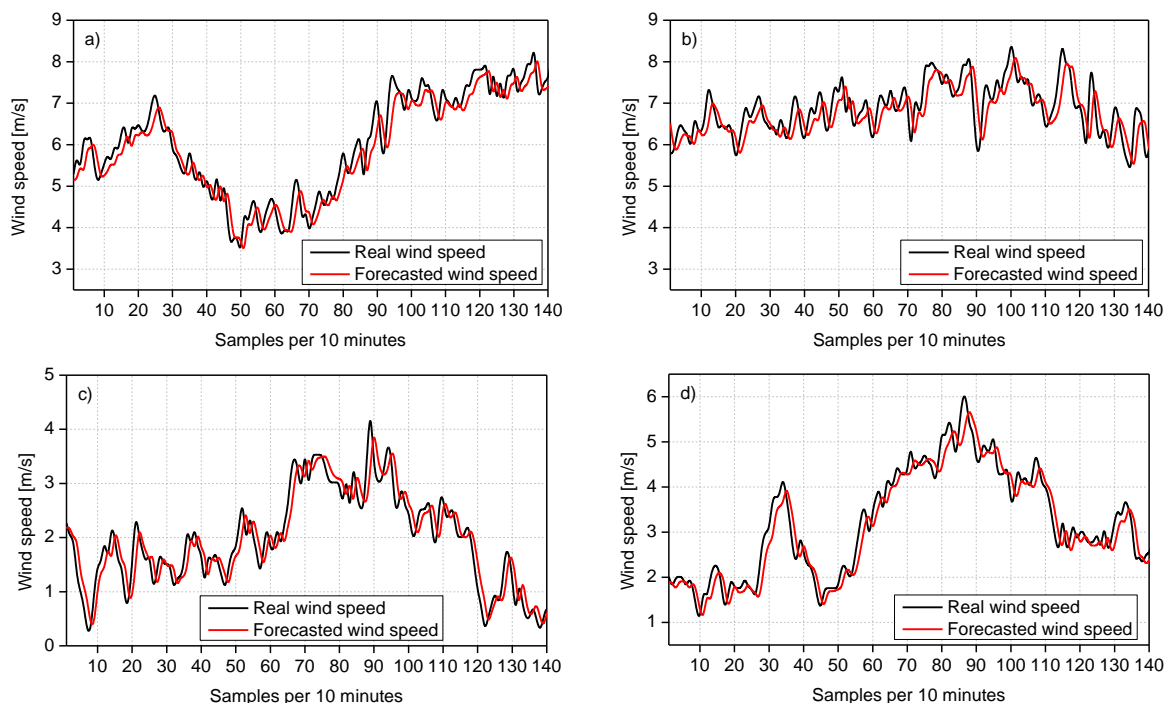 a)
9
8
7
6
5
4
3
Wind speed [m/s]
Real wind speed
Forecasted wind speed
10 20 30 40 50 60 70 80 90 100 110 120 130 140
Samples per 10 minutes
b)
9
8
7
6
5
4
3
Wind speed [m/s]
Real wind speed
Forecasted wind speed
10 20 30 40 50 60 70 80 90 100 110 120 130 140
Samples per 10 minutes
c)
5
4
3
2
1
0
Wind speed [m/s]
Real wind speed
Forecasted wind speed
10 20 30 40 50 60 70 80 90 100 110 120 130 140
Samples per 10 minutes
d)
6
5
4
3
2
1
Wind speed [m/s]
Real wind speed
Forecasted wind speed
10 20 30 40 50 60 70 80 90 100 110 120 130 140
Samples per 10 minutes